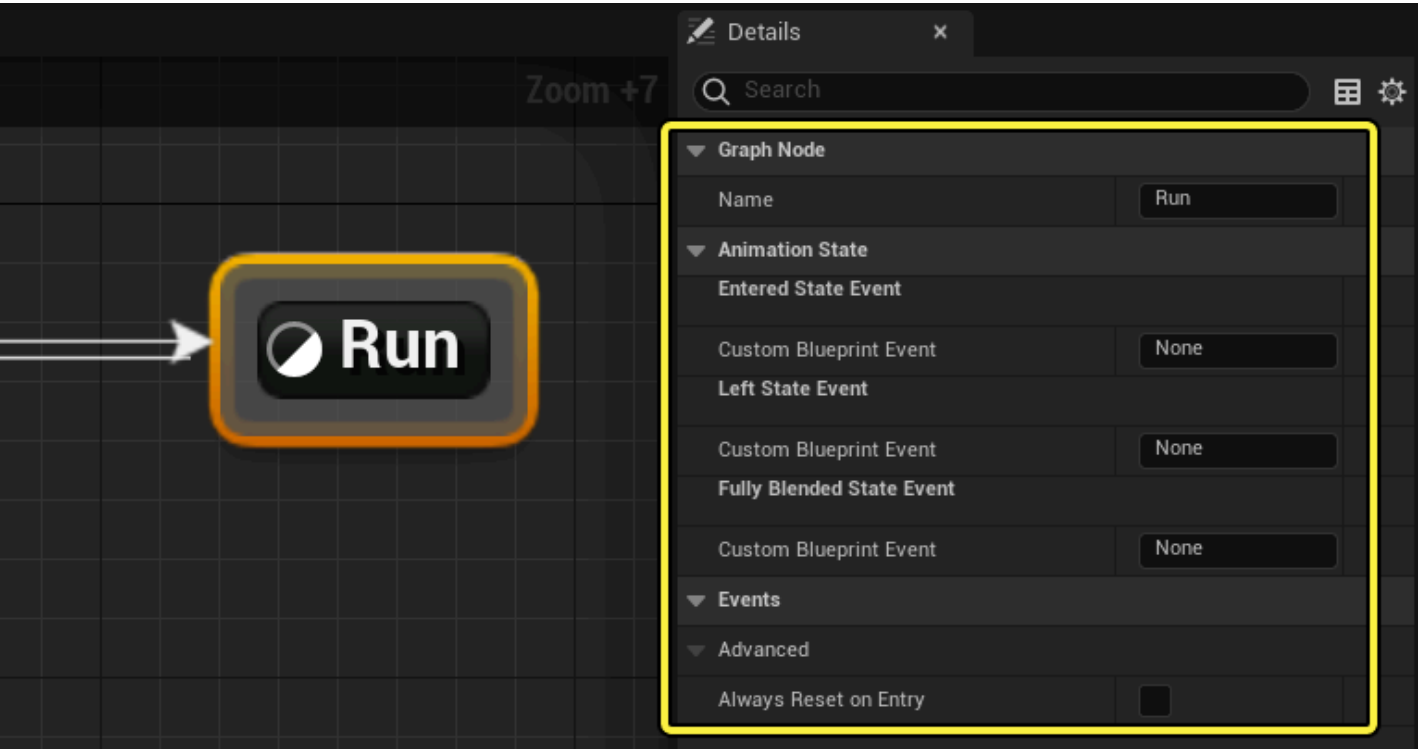 Details
Zoom +7
Search
Graph Node
Name
Run
Animation State
Entered State Event
Run
Custom Blueprint Event
None
Left State Event
Custom Blueprint Event
None
Fully Blended State Event
Custom Blueprint Event
None
Events
Advanced
Always Reset on Entry